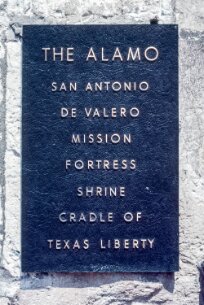 THE ALAMO
SAN ANTONIO
DE VALERO
MISSION
FORTRESS
SHRINE
CRADLE OF
TEXAS LIBERTY